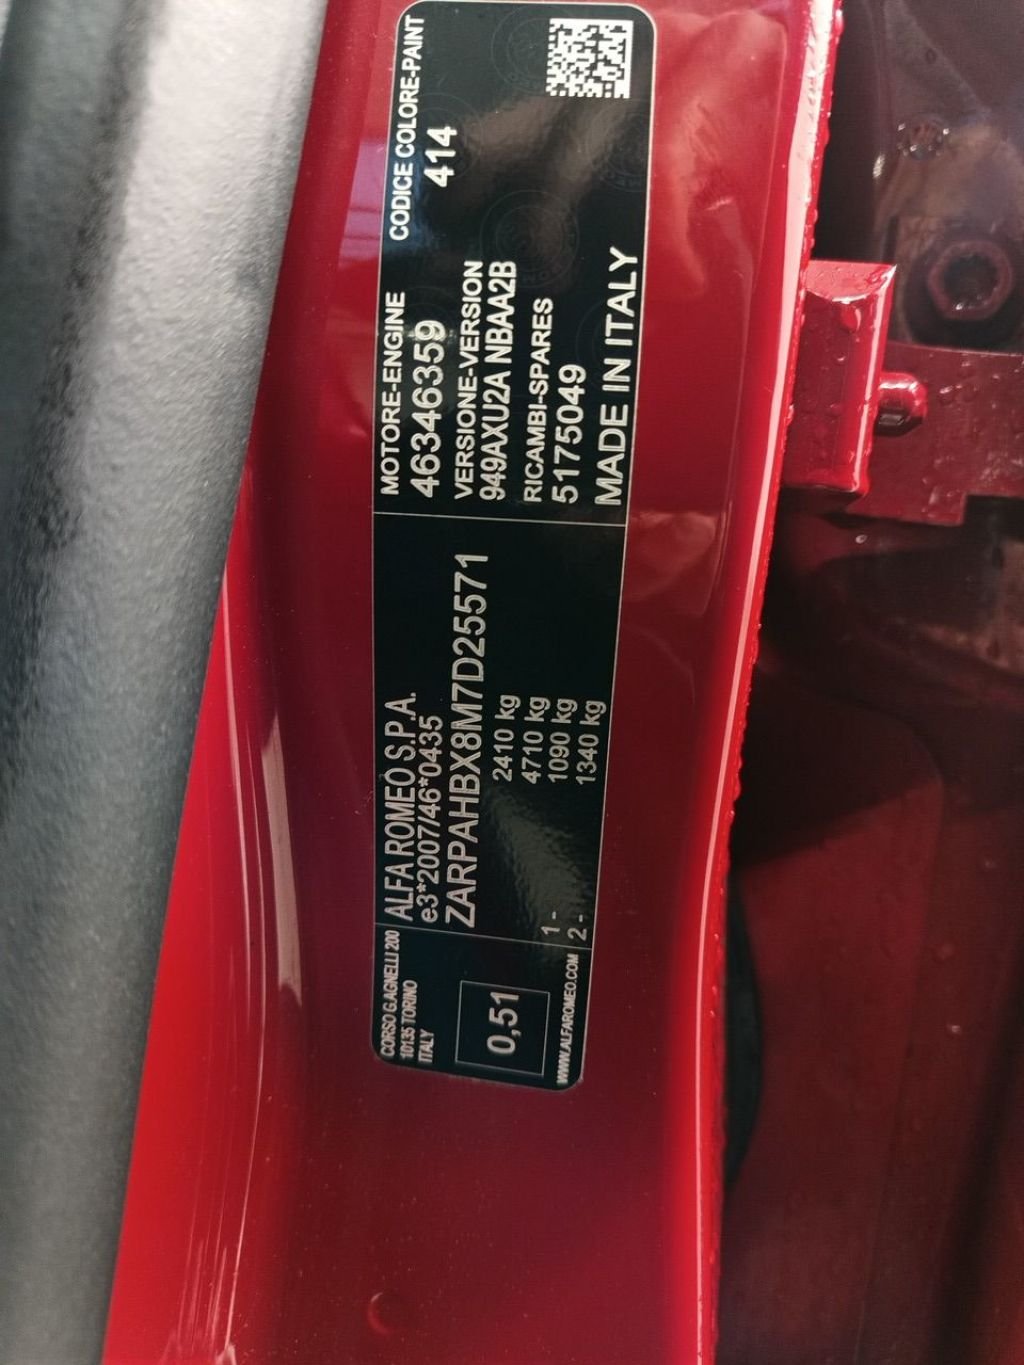 CORSO G.AGNELLI 200
10135 TORINO
ITALY
0,51
WWW.ALFAROMEO.COM
ALFA ROMEO S.P.A.
e3*2007/46*0435
ZARPAHBX8M7D25571
2410 kg
4710 kg
1 - 1090 kg
2 - 1340 kg
MOTORE-ENGINE
46346359
VERSIONE-VERSION
949AXU2A NBAA2B
RICAMBI-SPARES
5175049
MADE IN ITALY
CODICE COLORE-PAINT
414